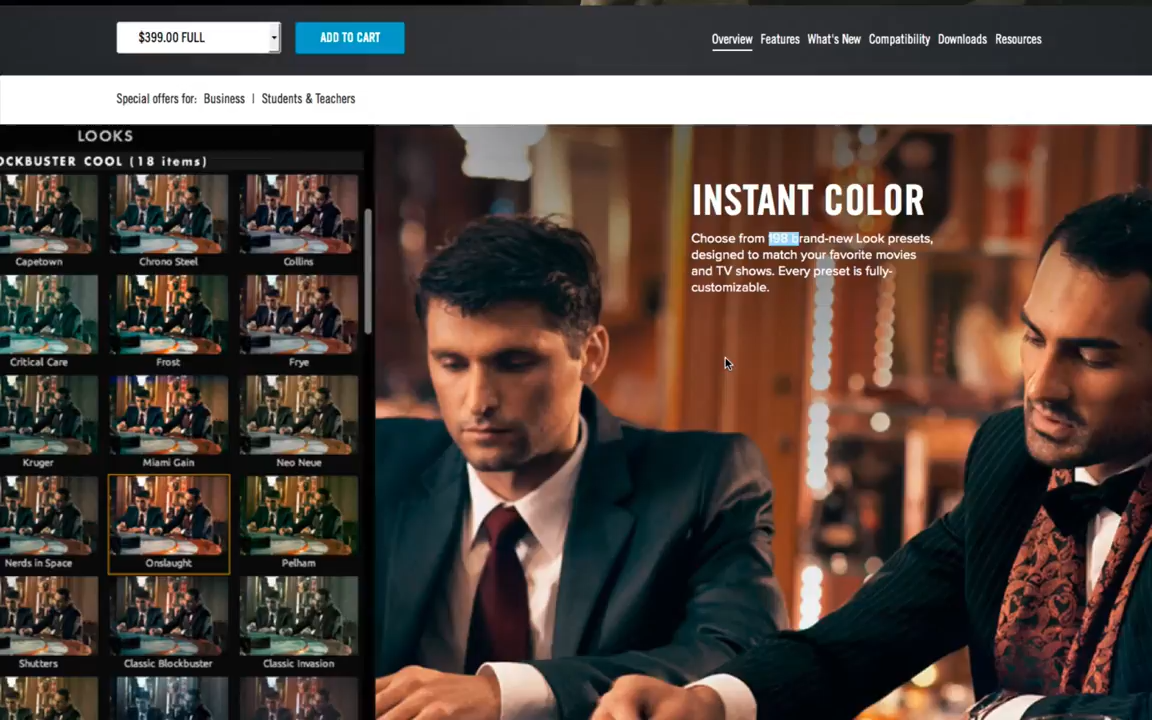 $399.00 FULL
ADD TO CART
Overview Features What's New Compatibility Downloads Resources
Special offers for: Business | Students & Teachers
LOOKS
OCKBUSTER COOL (18 items)
Capetown Chrono Steel Collins
Critical Care Frost Frye
Kruger Miami Gain Neo Neue
Nerds in Space Onslaught Pelham
Shutters Classic Blockbuster Classic Invasion
INSTANT COLOR
Choose from 198 brand-new Look presets,
designed to match your favorite movies
and TV shows. Every preset is fully-
customizable.